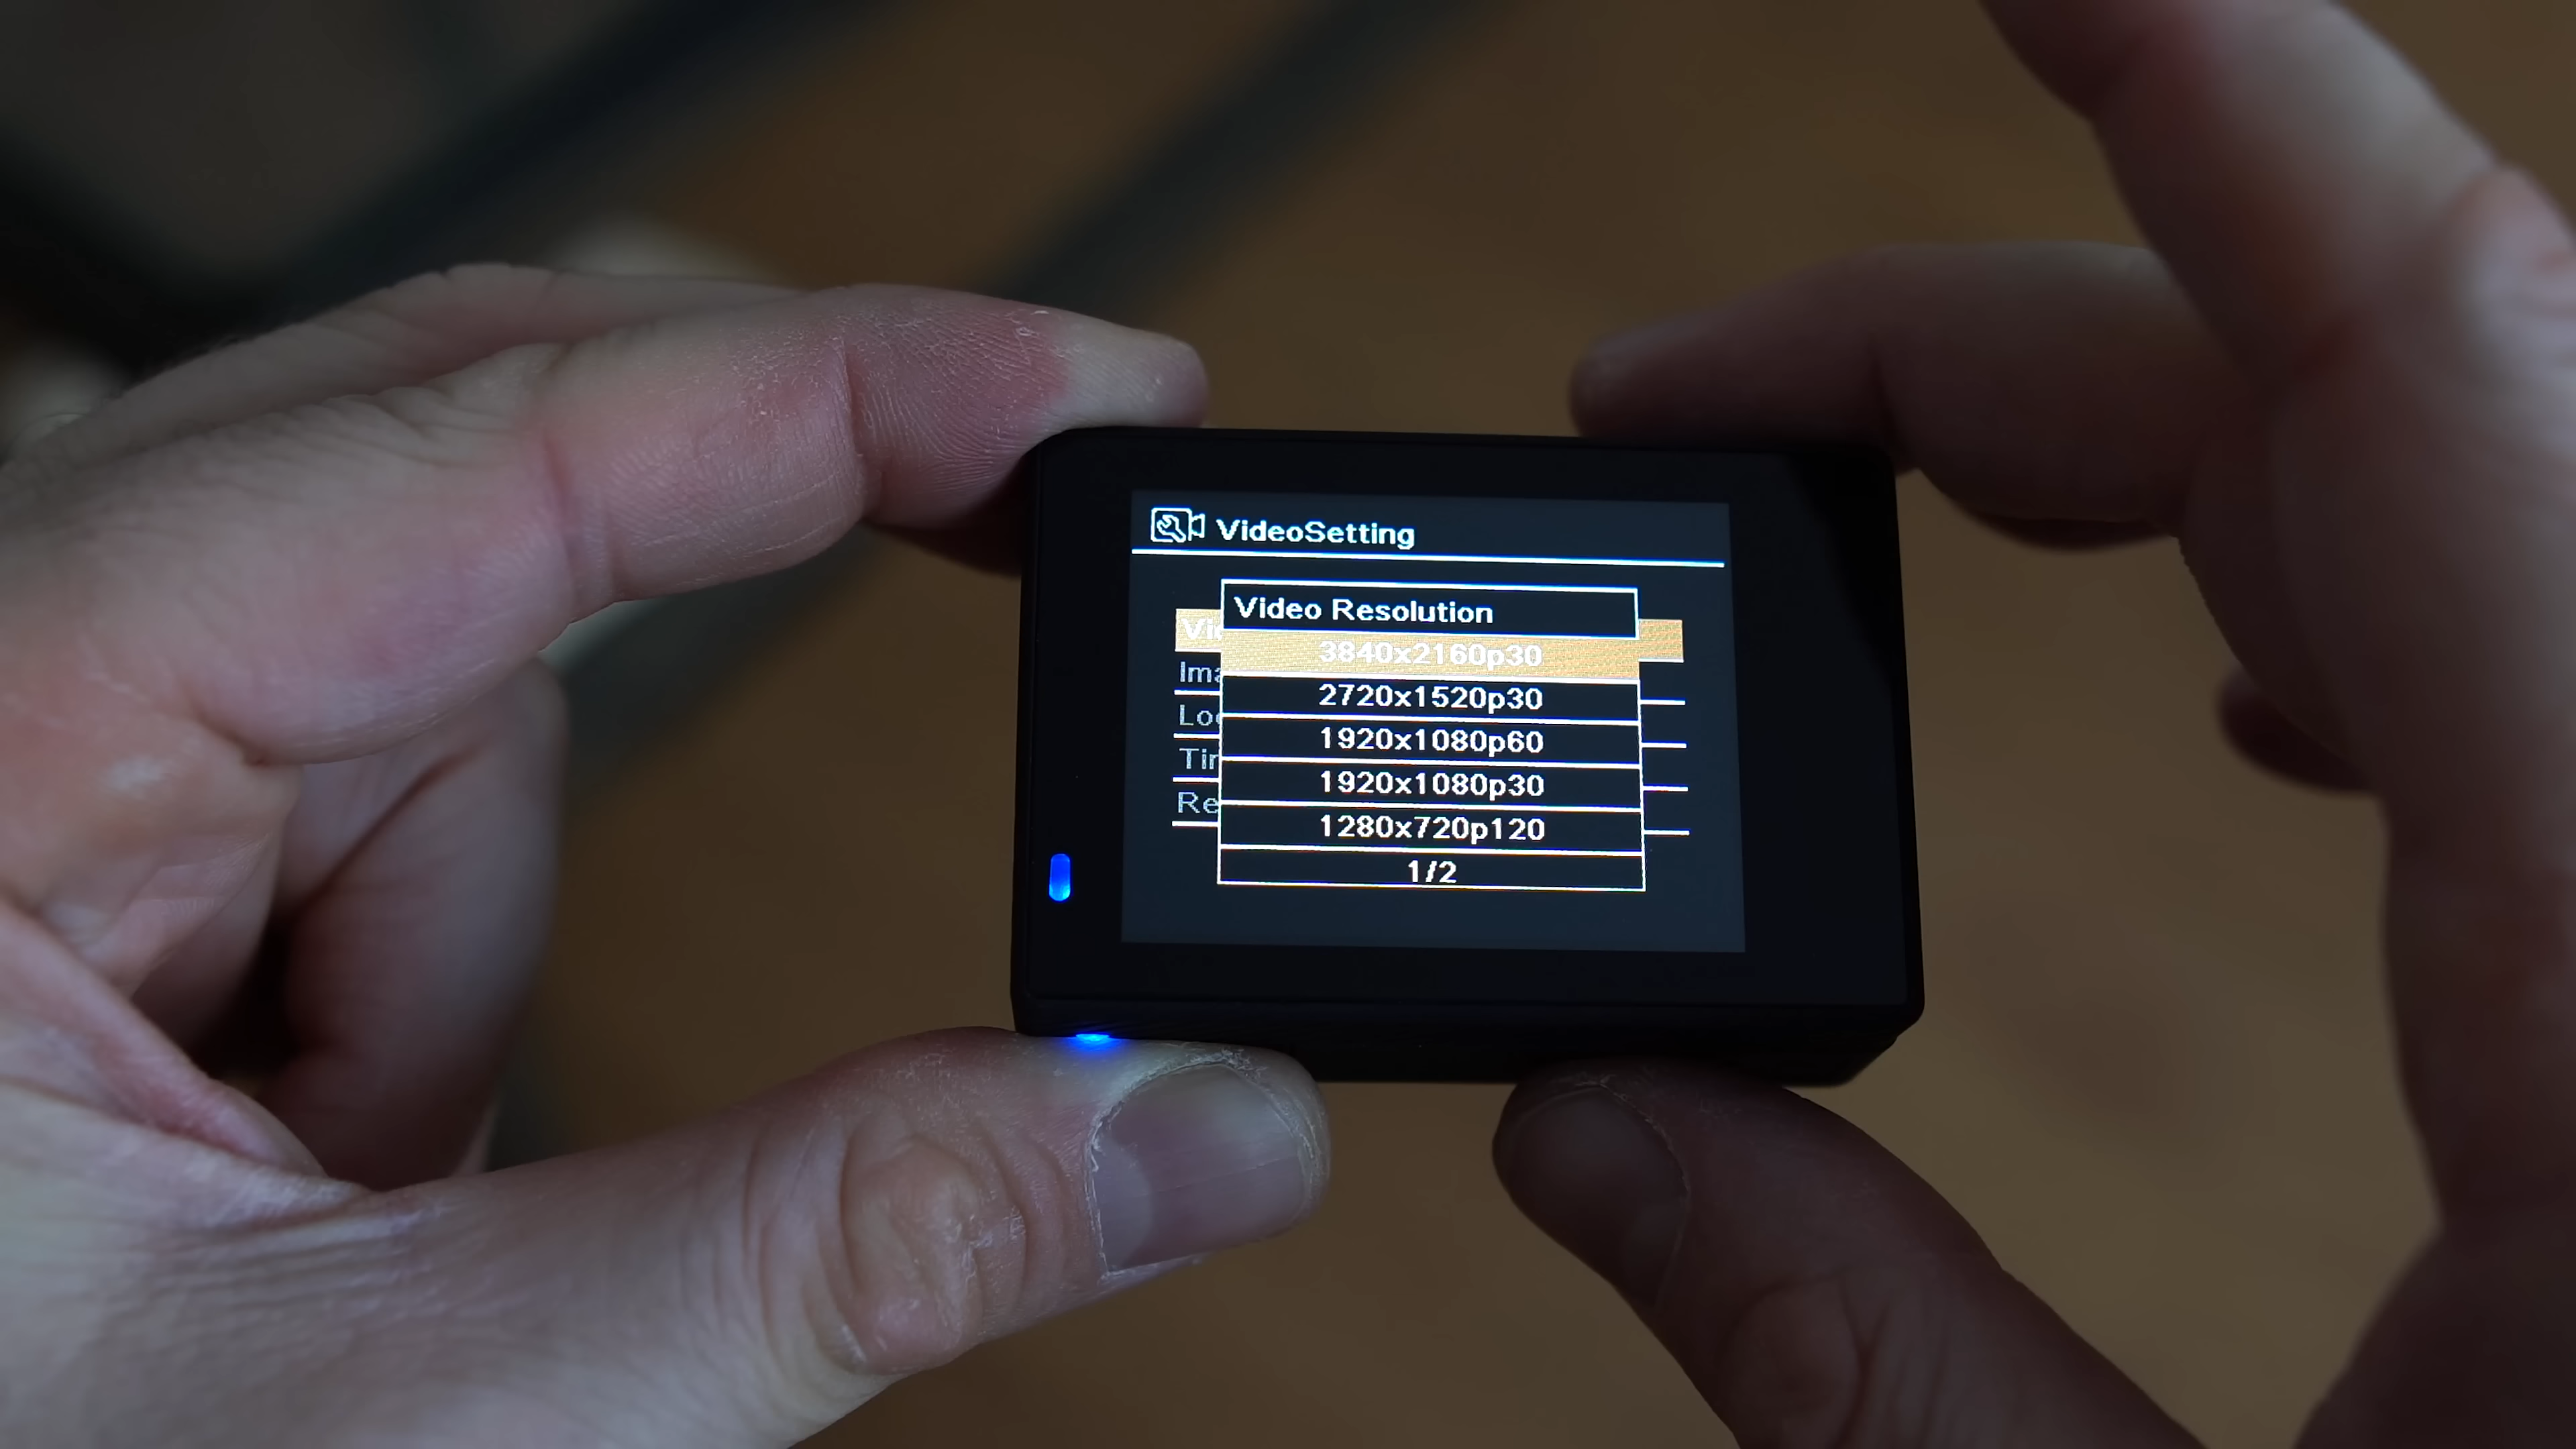 VideoSetting
Video Resolution
3840x2160p30
2720x1520p30
1920x1080p60
1920x1080p30
1280x720p120
1/2